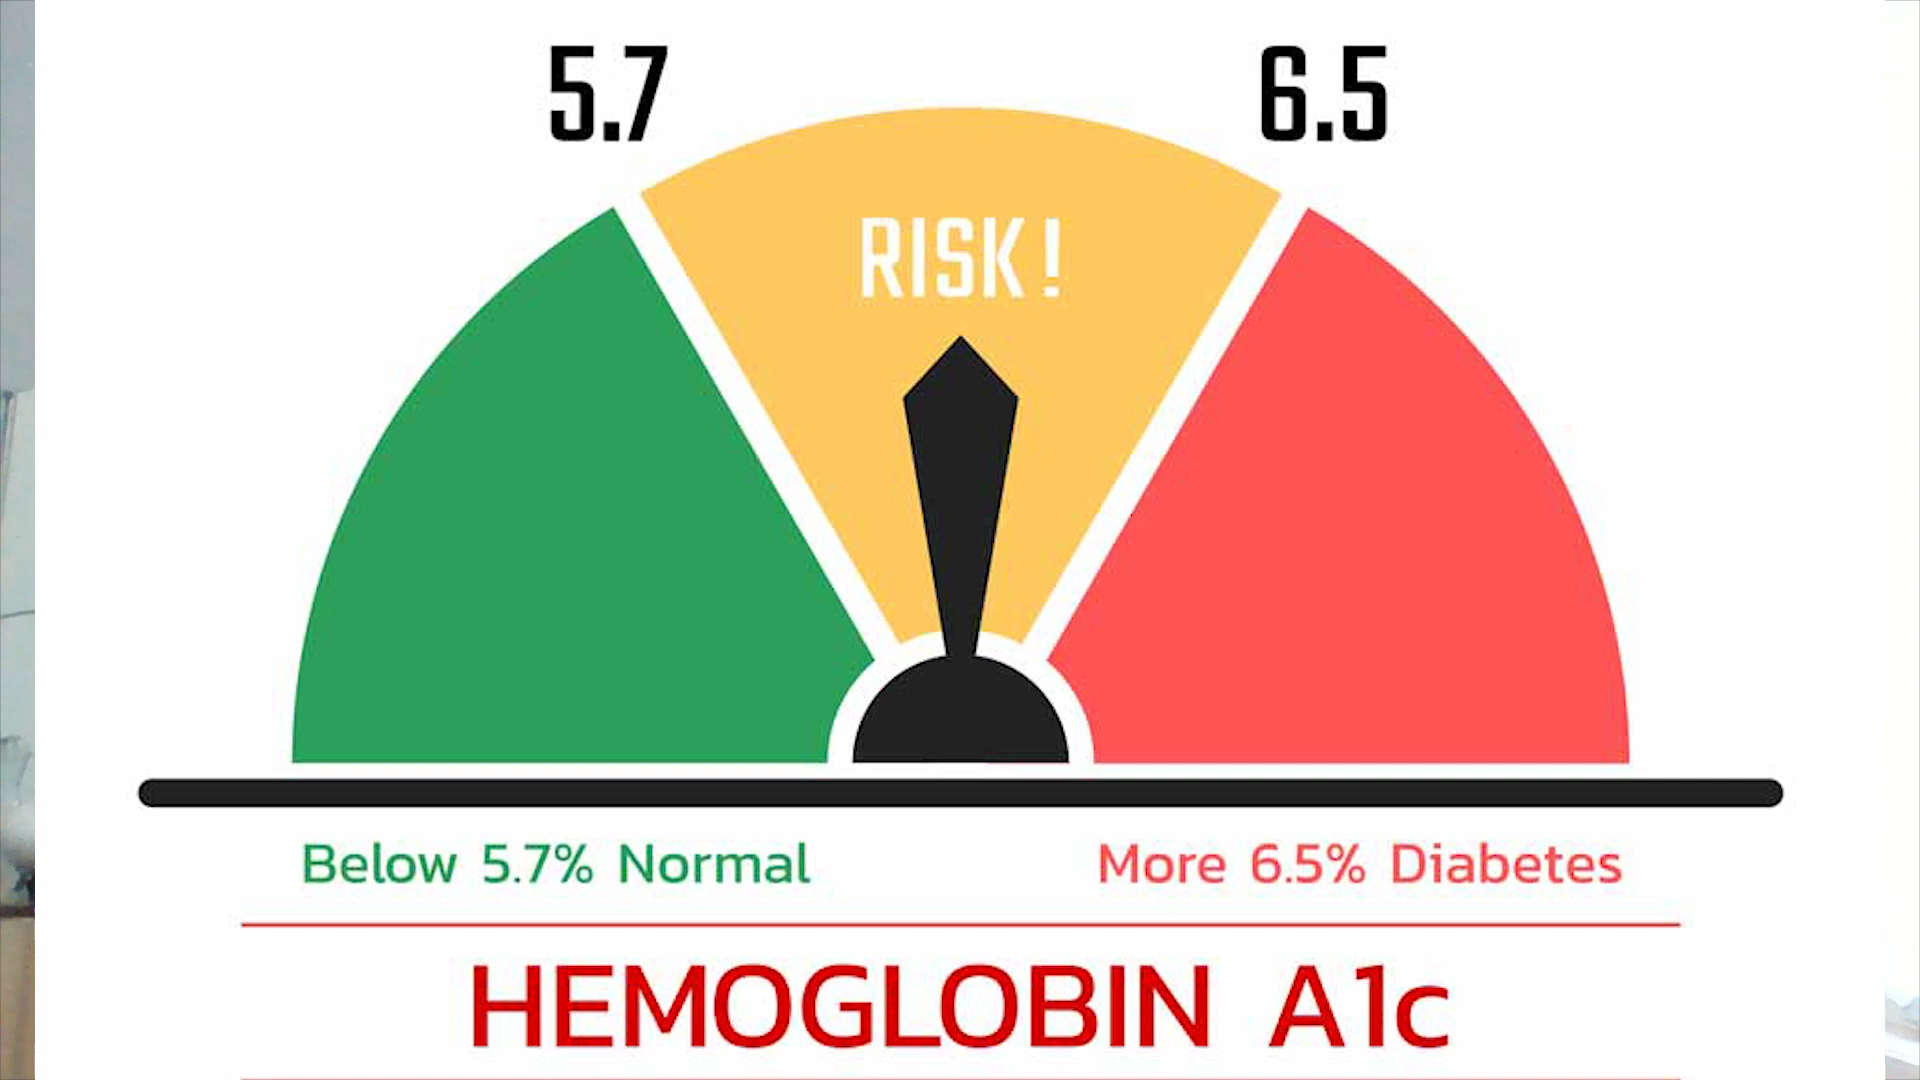 5.7
6.5
RISK!
Below 5.7% Normal
More 6.5% Diabetes
HEMOGLOBIN A1c